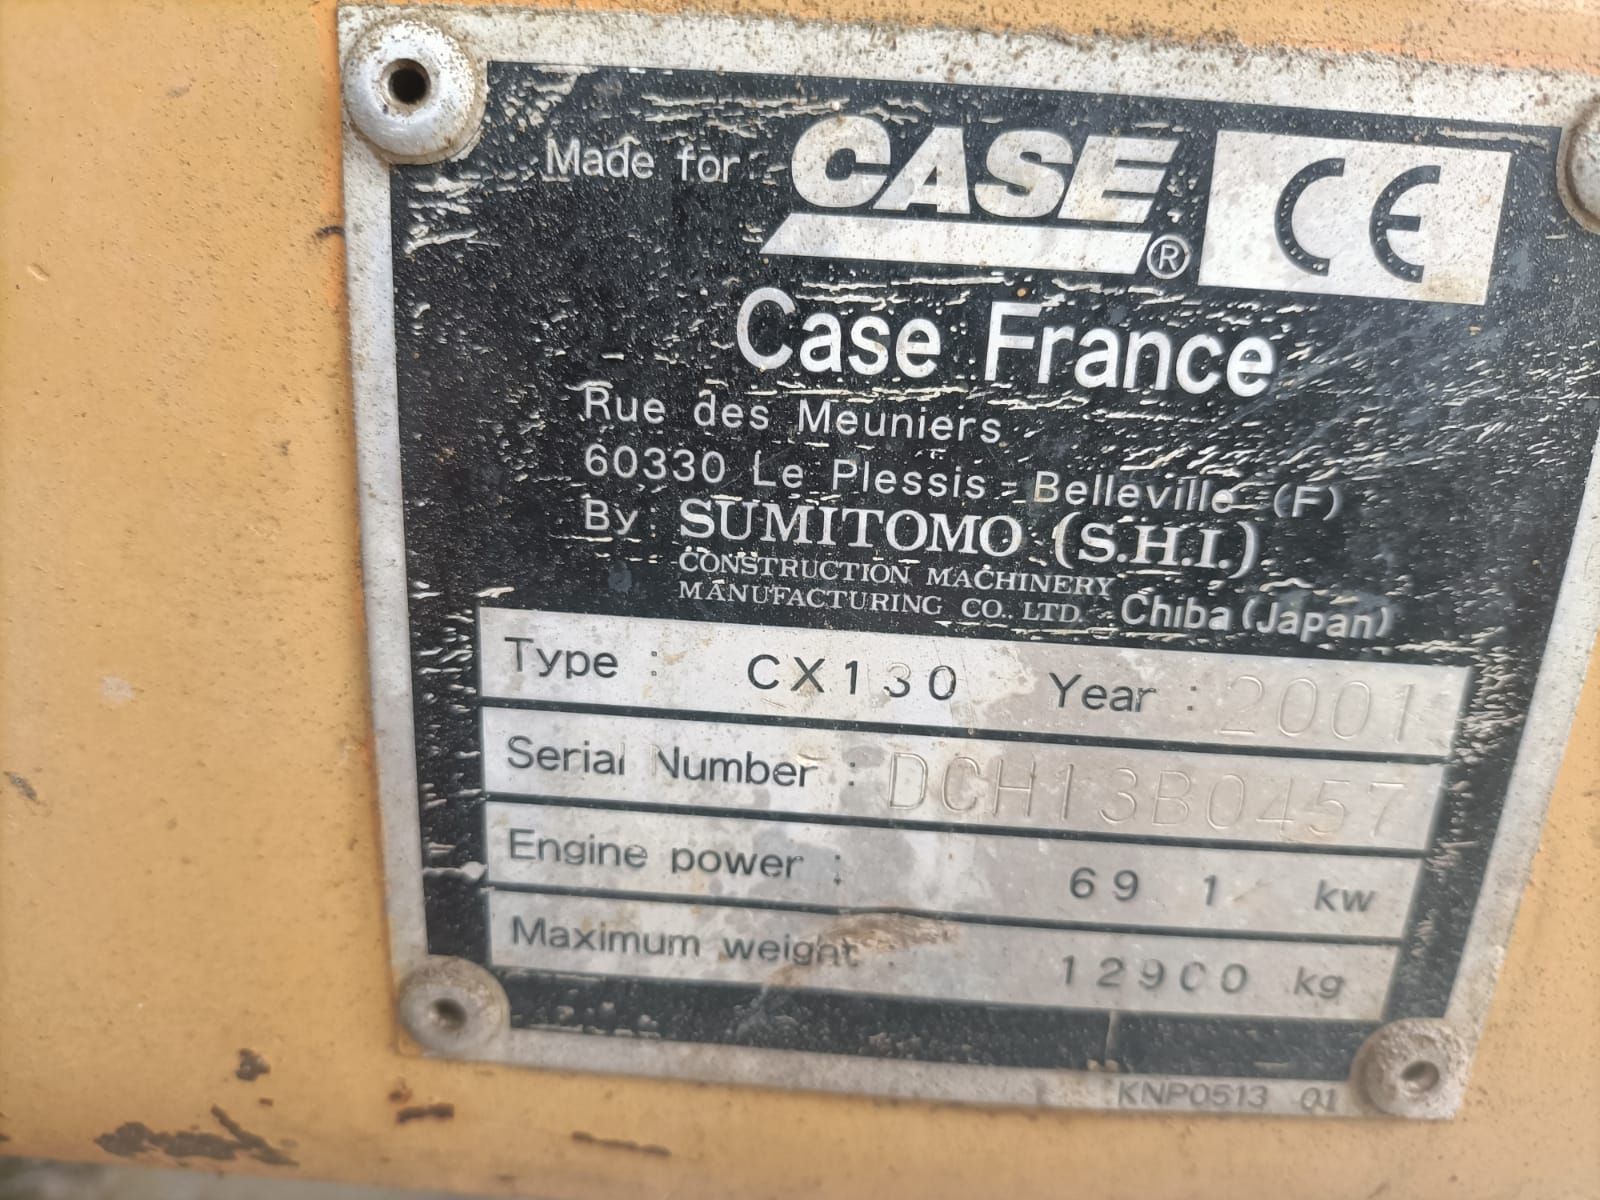 Made for CASE® CE
Case France
Rue des Meuniers
60330 Le Plessis-Belleville (F)
By SUMITOMO (S.H.I.)
CONSTRUCTION MACHINERY
MANUFACTURING CO. LTD. Chiba (Japan)
Type : CX130 Year : 2001
Serial Number : DCH13B0457
Engine power : 69 1 kw
Maximum weight : 12900 kg
KNP0513 01